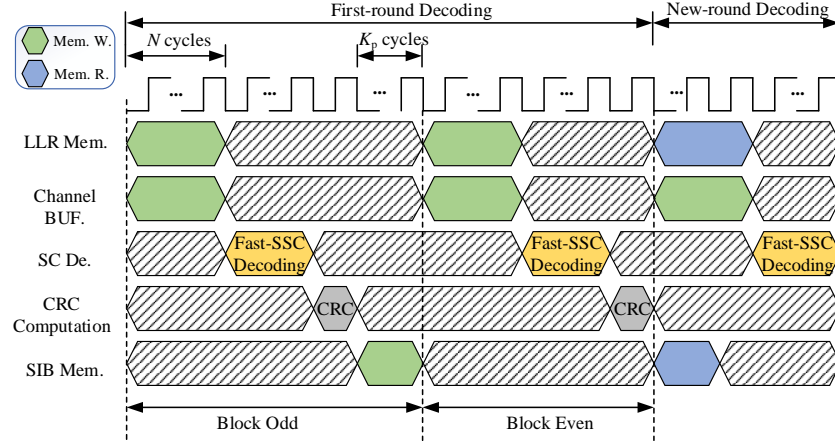 First-round Decoding
New-round Decoding
Mem. W.
Mem. R.
N cycles
Kp cycles
... ... ... ... ... ...
LLR Mem.
Channel
BUF.
SC De.
Fast-SSC
Decoding
Fast-SSC
Decoding
Fast-SSC
Decoding
CRC
Computation
CRC
CRC
SIB Mem.
Block Odd
Block Even